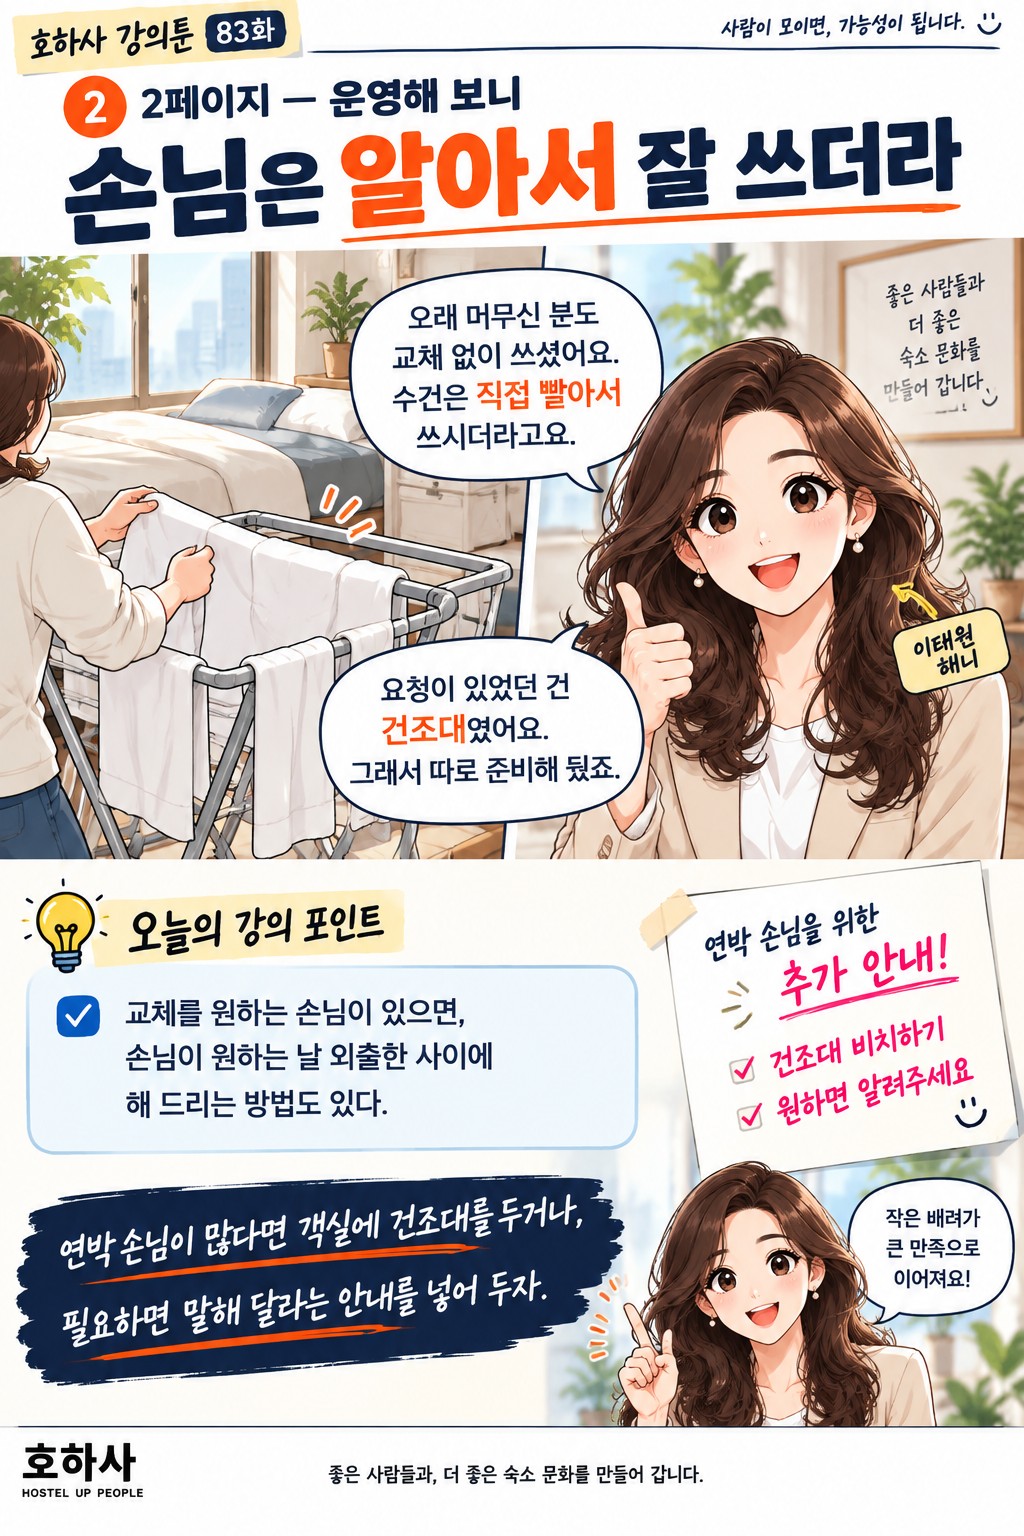 호하사 강의툰 83화
사람이 모이면, 가능성이 됩니다.
2 2페이지 — 운영해 보니
손님은 알아서 잘 쓰더라
오래 머무신 분도
교채 없이 쓰셨어요.
수건은 직접 빨아서
쓰시더라고요.
좋은 사람들과
더 좋은
숙소 문화를
만들어 갑니다.
이태원
해니
요청이 있었던 건
건조대였어요.
그래서 따로 준비해 뒀죠.
오늘의 강의 포인트
교체를 원하는 손님이 있으면,
손님이 원하는 날 외출한 사이에
해 드리는 방법도 있다.
연박 손님을 위한
추가 안내!
건조대 비치하기
원하면 알려주세요
연박 손님이 많다면 객실에 건조대를 두거나,
필요하면 말해 달라는 안내를 넣어 두자.
작은 배려가
큰 만족으로
이어져요!
호하사
HOSTEL UP PEOPLE
좋은 사람들과, 더 좋은 숙소 문화를 만들어 갑니다.